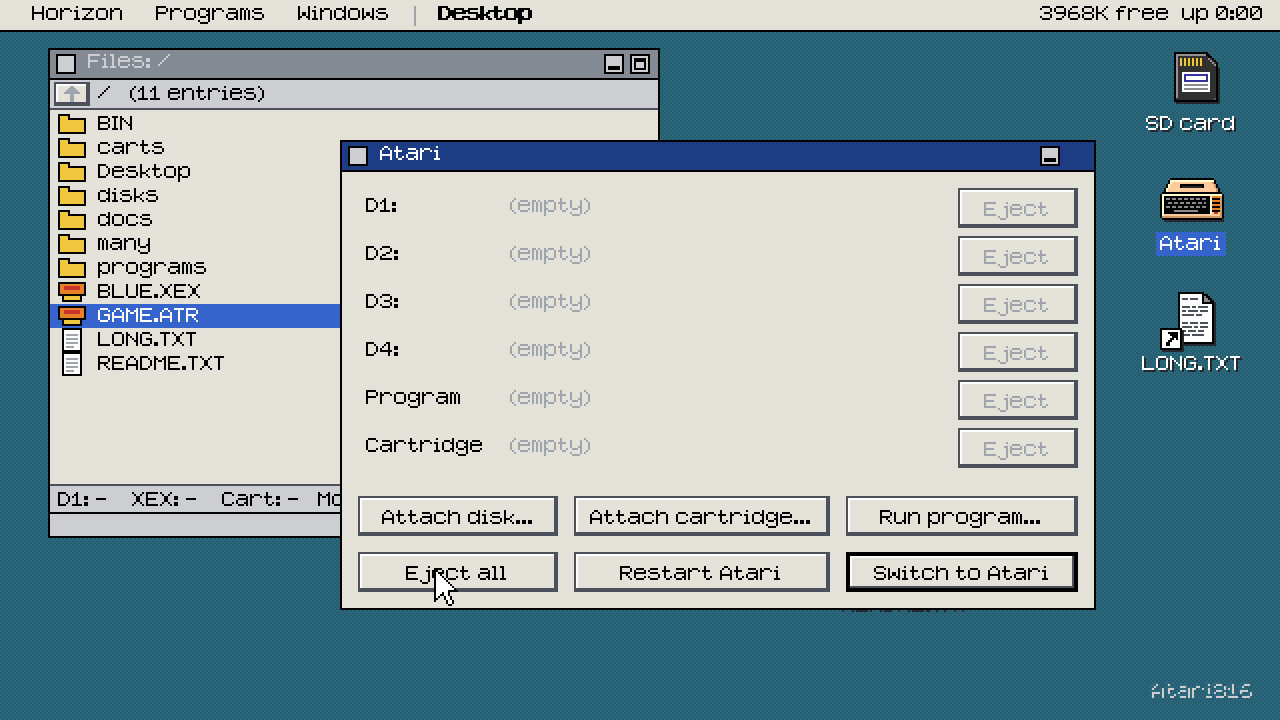 Horizon Programs Windows | Desktop 3968K free up 0:00
Files: /
/ (11 entries)
BIN
carts
Desktop
disks
docs
many
programs
BLUE.XEX
GAME.ATR
LONG.TXT
README.TXT
D1: - XEX: - Cart: - Mo
Atari
D1: (empty) Eject
D2: (empty) Eject
D3: (empty) Eject
D4: (empty) Eject
Program (empty) Eject
Cartridge (empty) Eject
Attach disk... Attach cartridge... Run program...
Eject all Restart Atari Switch to Atari
SD card
Atari
LONG.TXT
Atari816